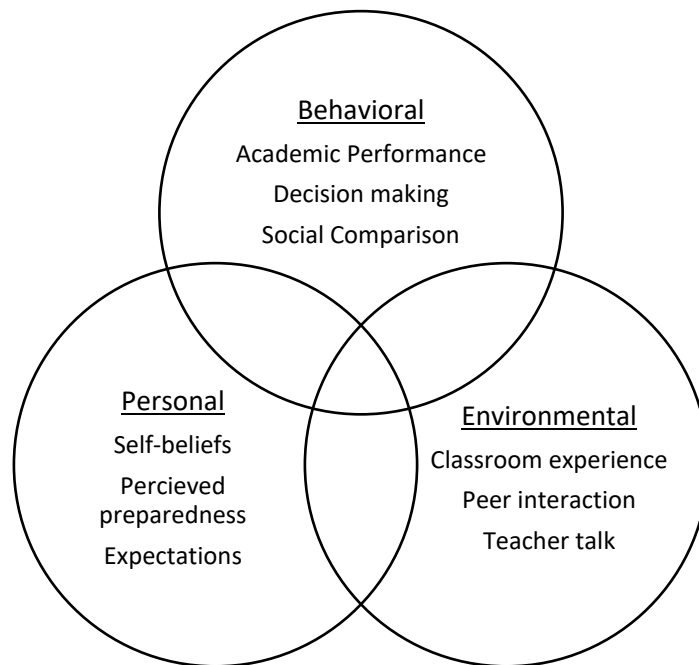 Behavioral
Academic Performance
Decision making
Social Comparison
Personal
Self-beliefs
Percieved
preparedness
Expectations
Environmental
Classroom experience
Peer interaction
Teacher talk